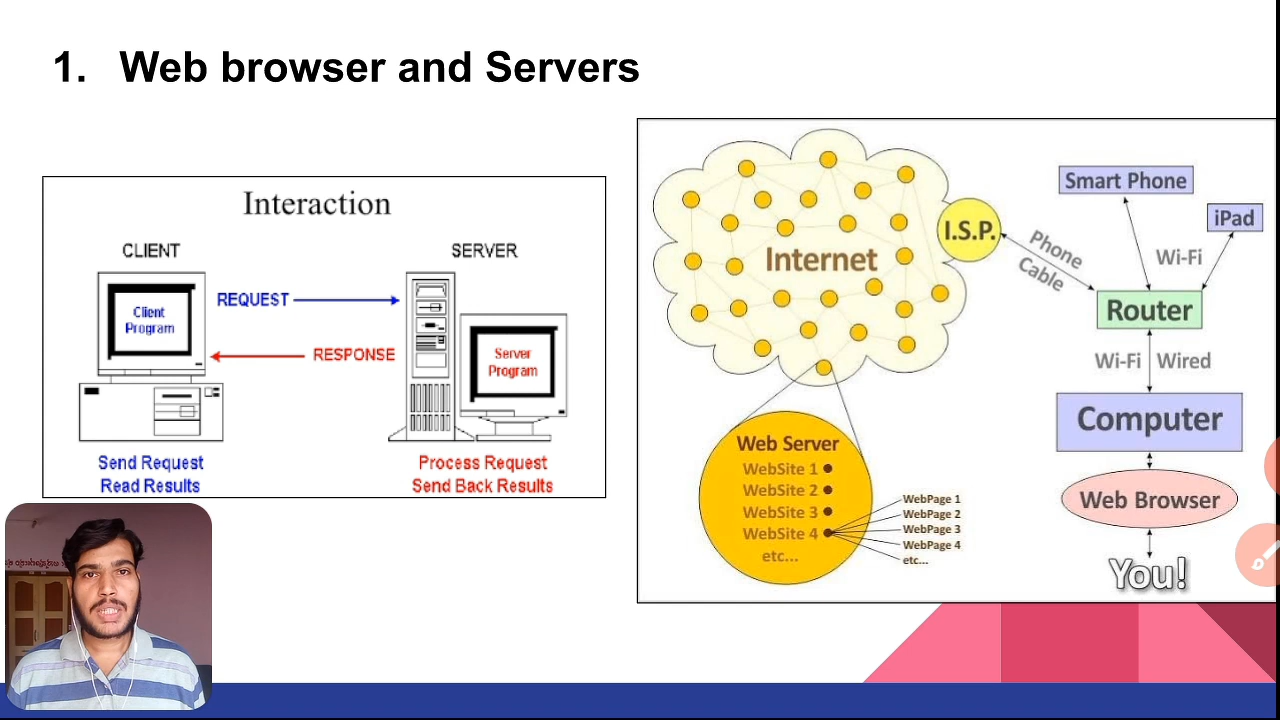 1. Web browser and Servers
Interaction
CLIENT
SERVER
Client
Program
REQUEST
RESPONSE
Server
Program
Send Request
Read Results
Process Request
Send Back Results
Internet
I.S.P.
Phone
Cable
Smart Phone
iPad
Wi-Fi
Router
Wi-Fi Wired
Computer
Web Browser
You!
Web Server
WebSite 1
WebSite 2
WebSite 3
WebSite 4
etc...
WebPage 1
WebPage 2
WebPage 3
WebPage 4
etc...